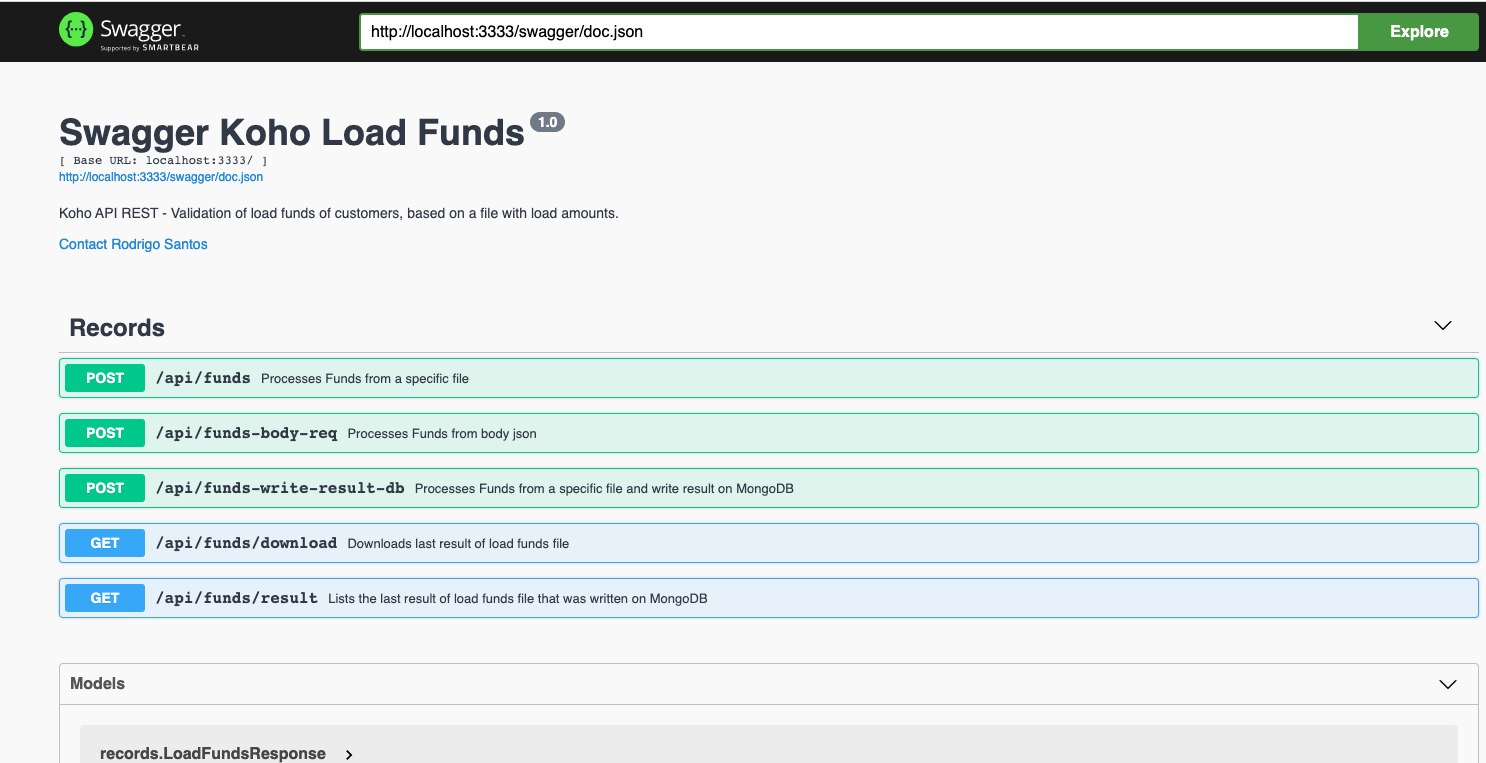 {···} Swagger
Supported by SMARTBEAR
http://localhost:3333/swagger/doc.json
Explore
Swagger Koho Load Funds 1.0
[ Base URL: localhost:3333/ ]
http://localhost:3333/swagger/doc.json
Koho API REST - Validation of load funds of customers, based on a file with load amounts.
Contact Rodrigo Santos
Records
POST /api/funds Processes Funds from a specific file
POST /api/funds-body-req Processes Funds from body json
POST /api/funds-write-result-db Processes Funds from a specific file and write result on MongoDB
GET /api/funds/download Downloads last result of load funds file
GET /api/funds/result Lists the last result of load funds file that was written on MongoDB
Models
records.LoadFundsResponse